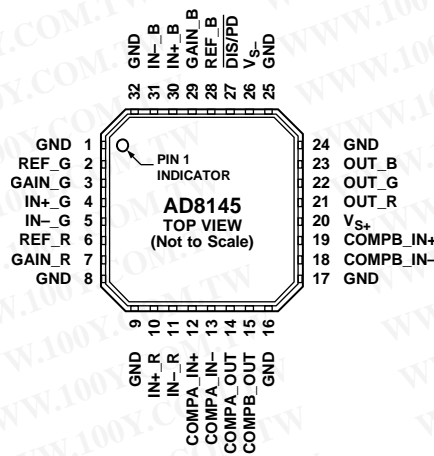 32 GND
31 IN–_B
30 IN+_B
29 GAIN_B
28 REF_B
27 DIS/PD
26 VS–
25 GND
GND 1
REF_G 2
GAIN_G 3
IN+_G 4
IN–_G 5
REF_R 6
GAIN_R 7
GND 8
PIN 1
INDICATOR
AD8145
TOP VIEW
(Not to Scale)
24 GND
23 OUT_B
22 OUT_G
21 OUT_R
20 VS+
19 COMPB_IN+
18 COMPB_IN–
17 GND
GND 9
IN+_R 10
IN–_R 11
COMPA_IN+ 12
COMPA_IN– 13
COMPA_OUT 14
COMPB_OUT 15
GND 16
WWW.100Y.COM.TW